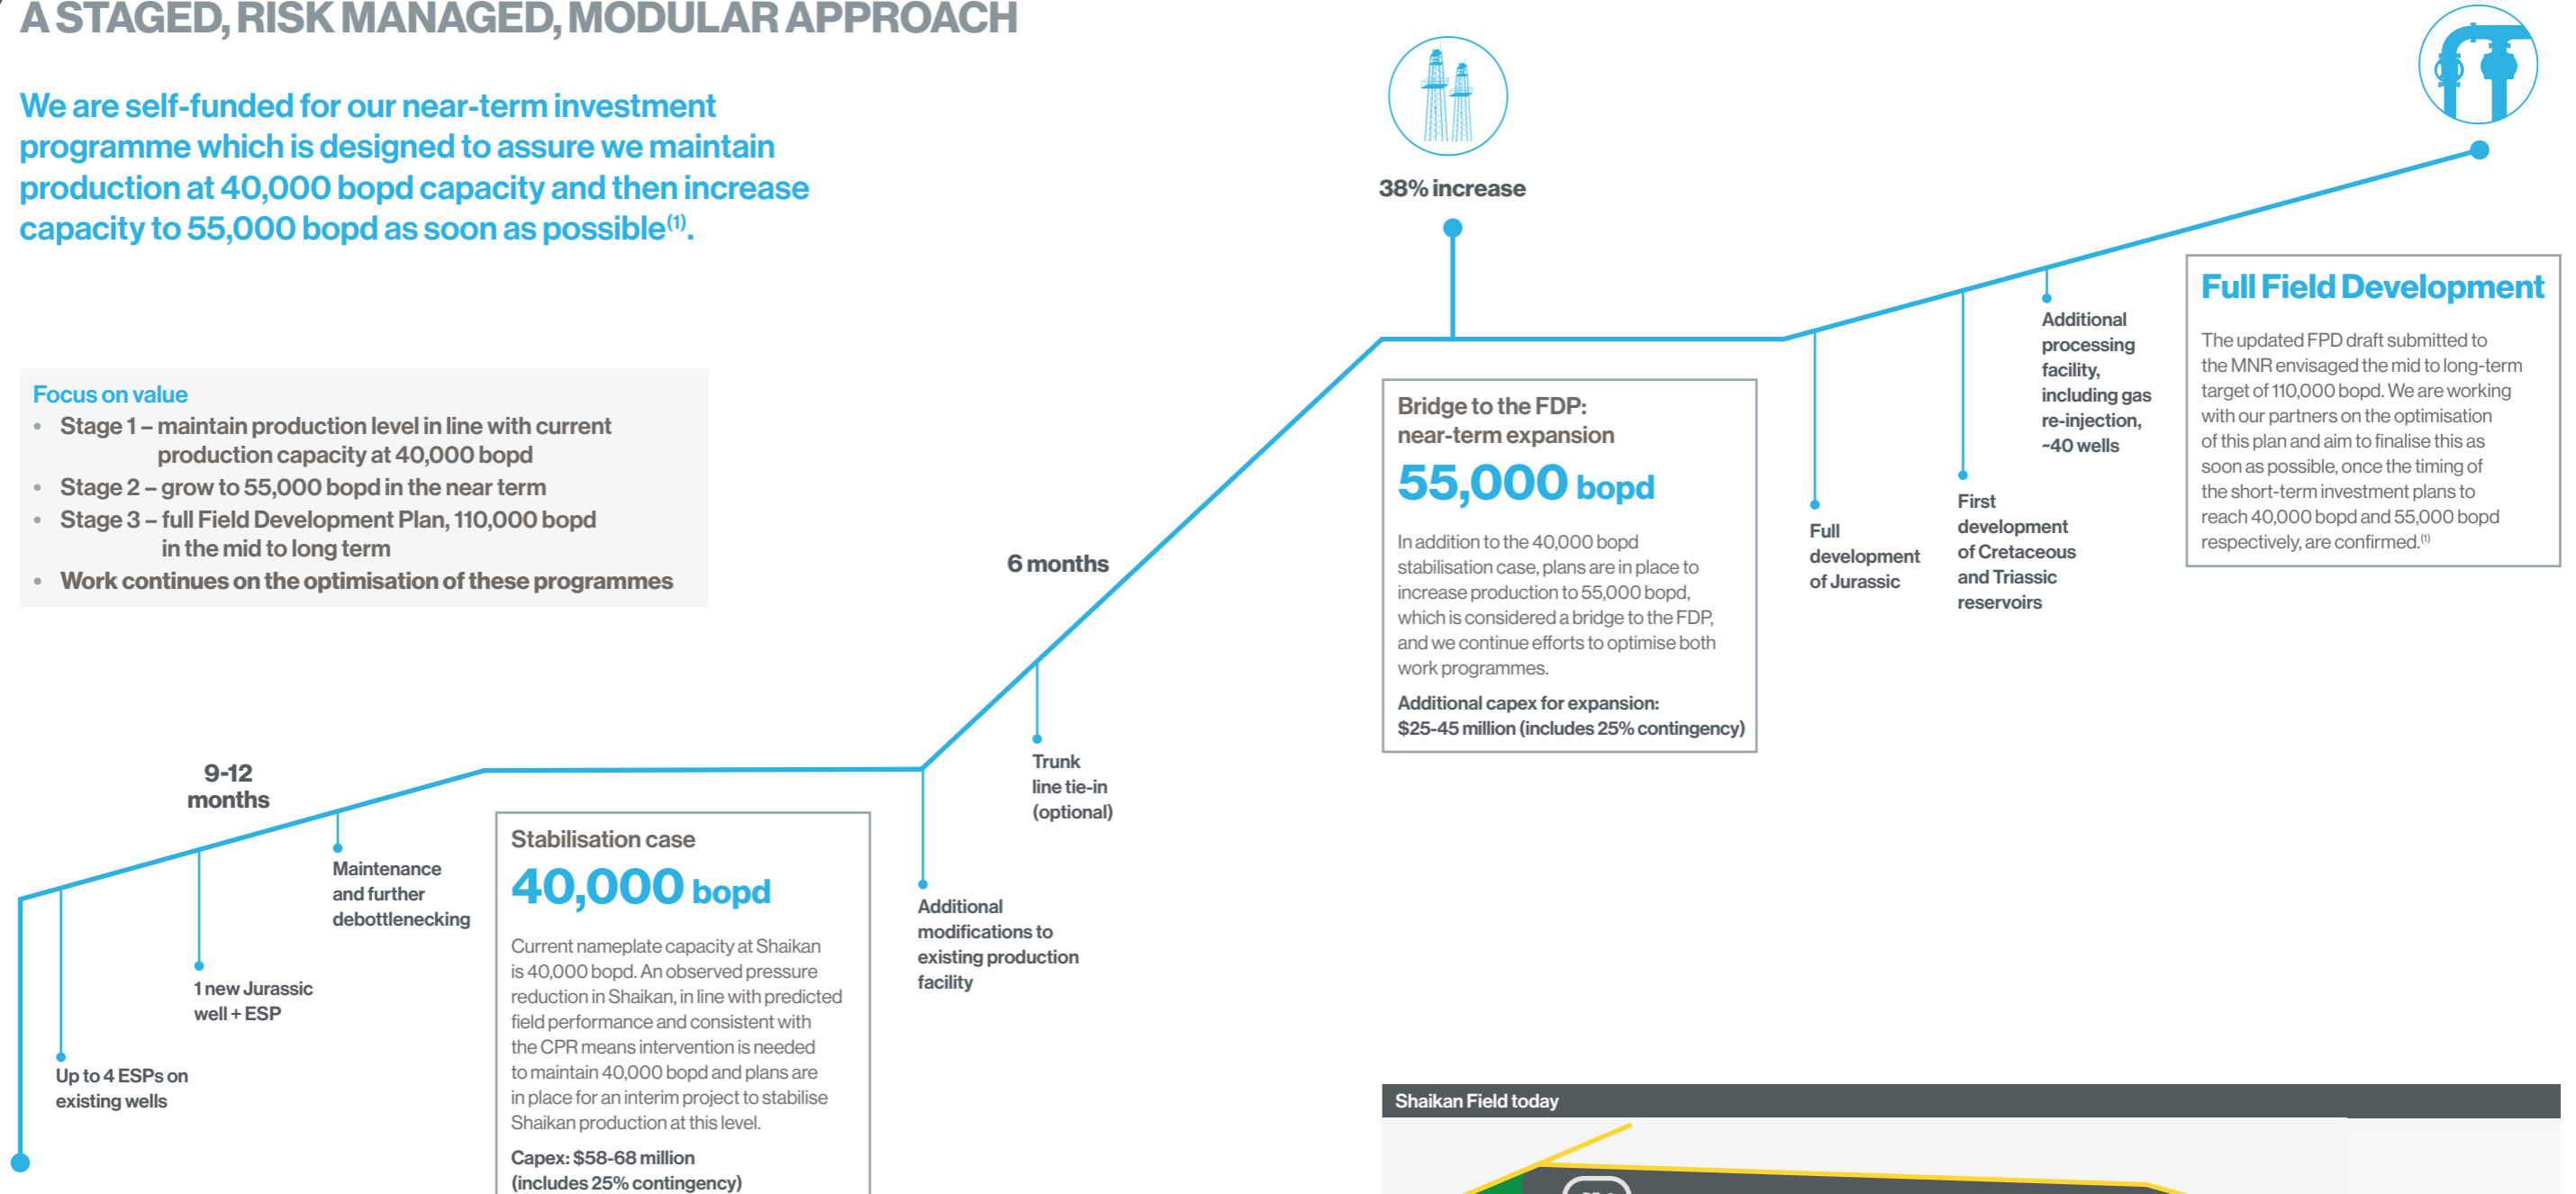 A STAGED, RISK MANAGED, MODULAR APPROACH
We are self-funded for our near-term investment
programme which is designed to assure we maintain
production at 40,000 bopd capacity and then increase
capacity to 55,000 bopd as soon as possible(1).
Focus on value
• Stage 1 – maintain production level in line with current
production capacity at 40,000 bopd
• Stage 2 – grow to 55,000 bopd in the near term
• Stage 3 – full Field Development Plan, 110,000 bopd
in the mid to long term
• Work continues on the optimisation of these programmes
9-12
months
Up to 4 ESPs on
existing wells
1 new Jurassic
well + ESP
Maintenance
and further
debottlenecking
Stabilisation case
40,000 bopd
Current nameplate capacity at Shaikan
is 40,000 bopd. An observed pressure
reduction in Shaikan, in line with predicted
field performance and consistent with
the CPR means intervention is needed
to maintain 40,000 bopd and plans are
in place for an interim project to stabilise
Shaikan production at this level.
Capex: $58-68 million
(includes 25% contingency)
6 months
Additional
modifications to
existing production
facility
Trunk
line tie-in
(optional)
38% increase
Bridge to the FDP:
near-term expansion
55,000 bopd
In addition to the 40,000 bopd
stabilisation case, plans are in place to
increase production to 55,000 bopd,
which is considered a bridge to the FDP,
and we continue efforts to optimise both
work programmes.
Additional capex for expansion:
$25-45 million (includes 25% contingency)
Full
development
of Jurassic
First
development
of Cretaceous
and Triassic
reservoirs
Additional
processing
facility,
including gas
re-injection,
~40 wells
Full Field Development
The updated FPD draft submitted to
the MNR envisaged the mid to long-term
target of 110,000 bopd. We are working
with our partners on the optimisation
of this plan and aim to finalise this as
soon as possible, once the timing of
the short-term investment plans to
reach 40,000 bopd and 55,000 bopd
respectively, are confirmed.(1)
Shaikan Field today